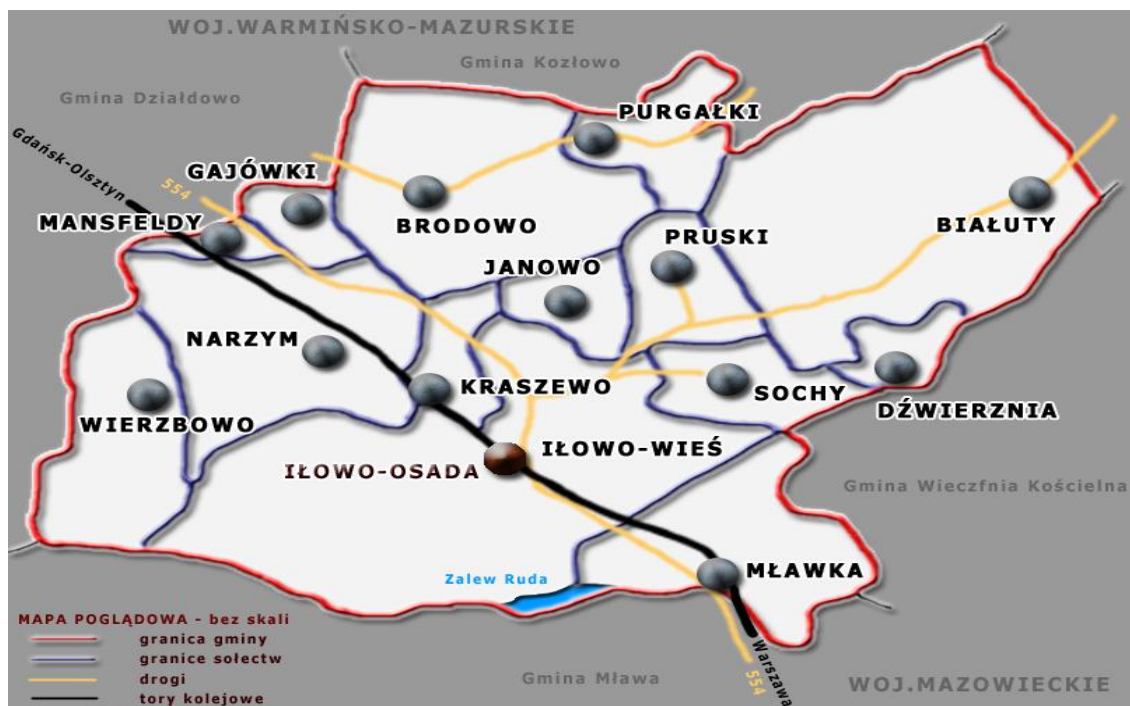 WOJ.WARMIŃSKO-MAZURSKIE
Gmina Kozłowo
Gmina Działdowo
PURGAŁKI
Gdańsk-Olsztyn
GAJÓWKI
554
MANSFELDY
BRODOWO
BIAŁUTY
PRUSKI
JANOWO
NARZYM
KRASZEWO
SOCHY
DŹWIERZNIA
WIERZBOWO
IŁOWO-WIEŚ
IŁOWO-OSADA
Gmina Wieczfnia Kościelna
Zalew Ruda
MŁAWKA
MAPA POGLĄDOWA - bez skali
granica gminy
granice sołectw
drogi
tory kolejowe
Gmina Mława
554
Warszawa
WOJ.MAZOWIECKIE